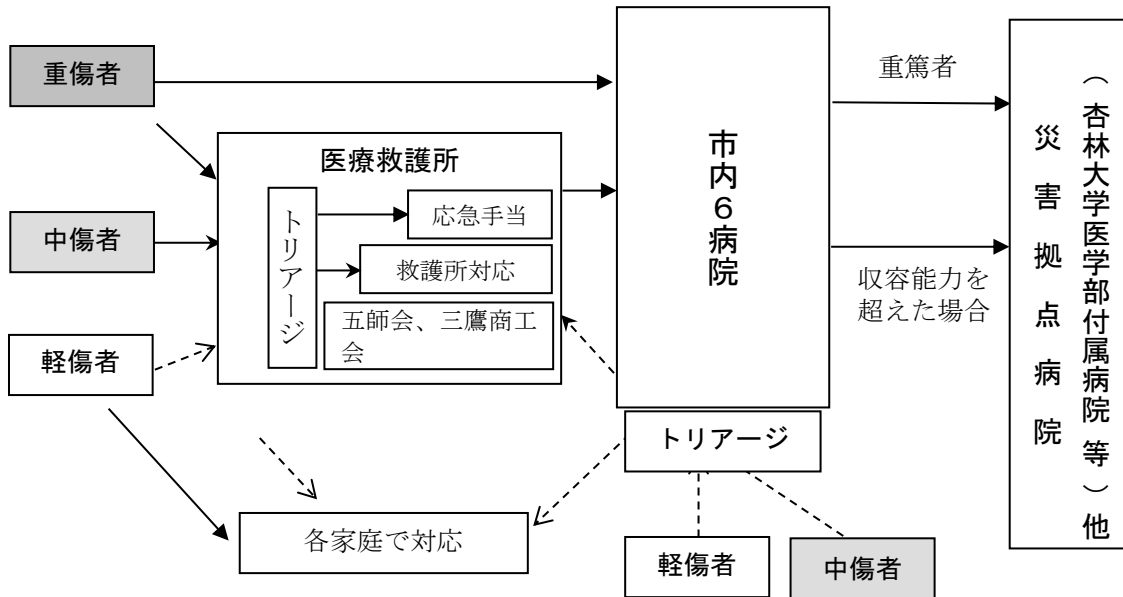 重傷者
中傷者
軽傷者
医療救護所
トリアージ
応急手当
救護所対応
五師会、三鷹商工
会
各家庭で対応
市内６病院
トリアージ
軽傷者
中傷者
重篤者
収容能力を
超えた場合
災害拠点病院
（杏林大学医学部付属病院等）他